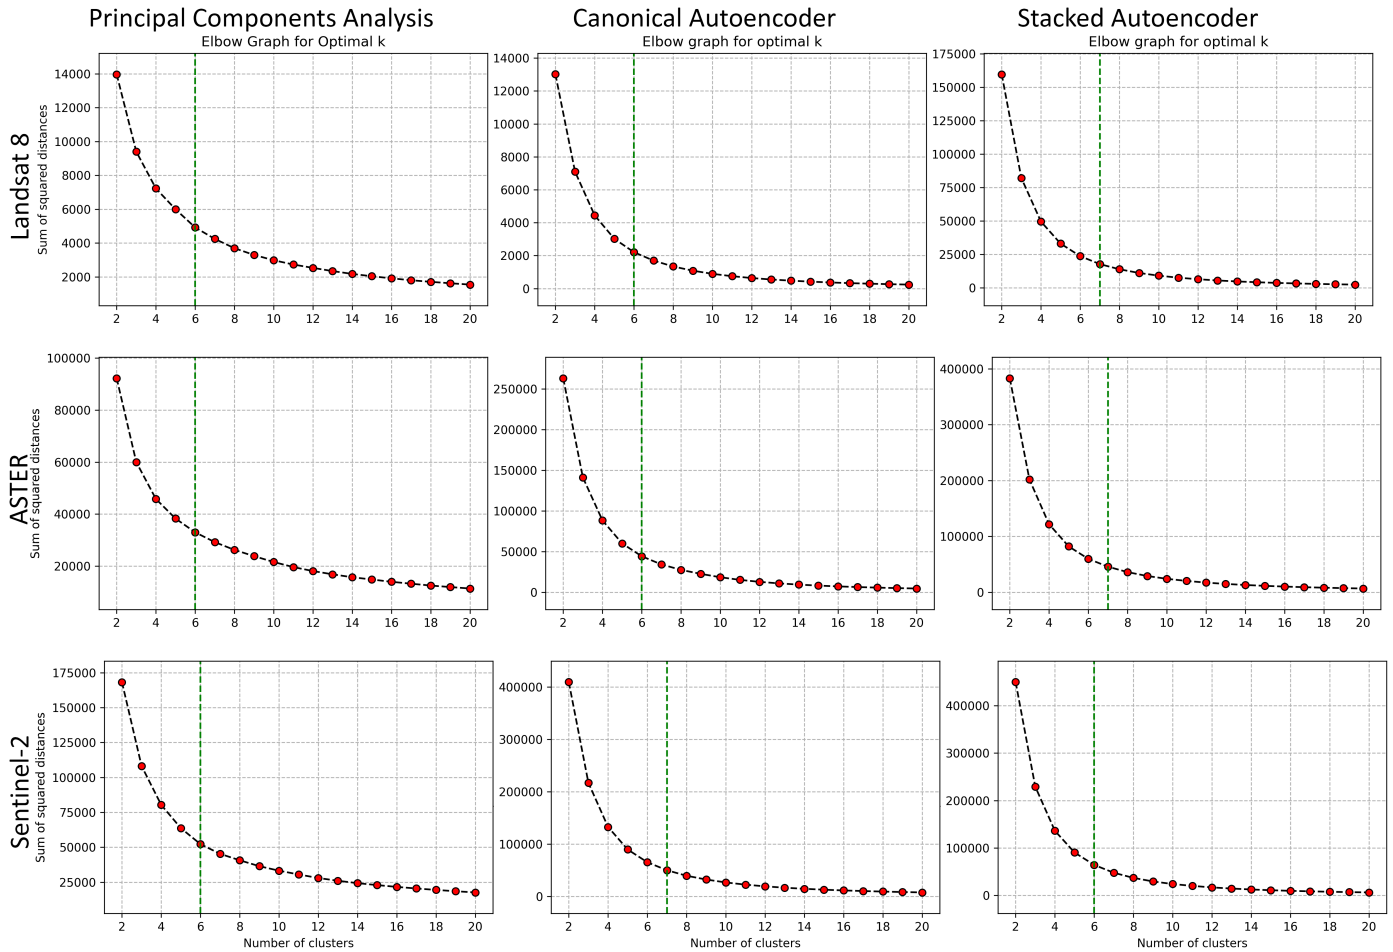 Principal Components Analysis
Canonical Autoencoder
Stacked Autoencoder
Elbow Graph for Optimal k
Elbow graph for optimal k
Elbow graph for optimal k
Landsat 8
Sum of squared distances
14000
12000
10000
8000
6000
4000
2000
2 4 6 8 10 12 14 16 18 20
14000
12000
10000
8000
6000
4000
2000
0
2 4 6 8 10 12 14 16 18 20
175000
150000
125000
100000
75000
50000
25000
0
2 4 6 8 10 12 14 16 18 20
ASTER
Sum of squared distances
100000
80000
60000
40000
20000
2 4 6 8 10 12 14 16 18 20
250000
200000
150000
100000
50000
0
2 4 6 8 10 12 14 16 18 20
400000
300000
200000
100000
0
2 4 6 8 10 12 14 16 18 20
Sentinel-2
Sum of squared distances
175000
150000
125000
100000
75000
50000
25000
2 4 6 8 10 12 14 16 18 20
Number of clusters
400000
300000
200000
100000
0
2 4 6 8 10 12 14 16 18 20
Number of clusters
400000
300000
200000
100000
0
2 4 6 8 10 12 14 16 18 20
Number of clusters